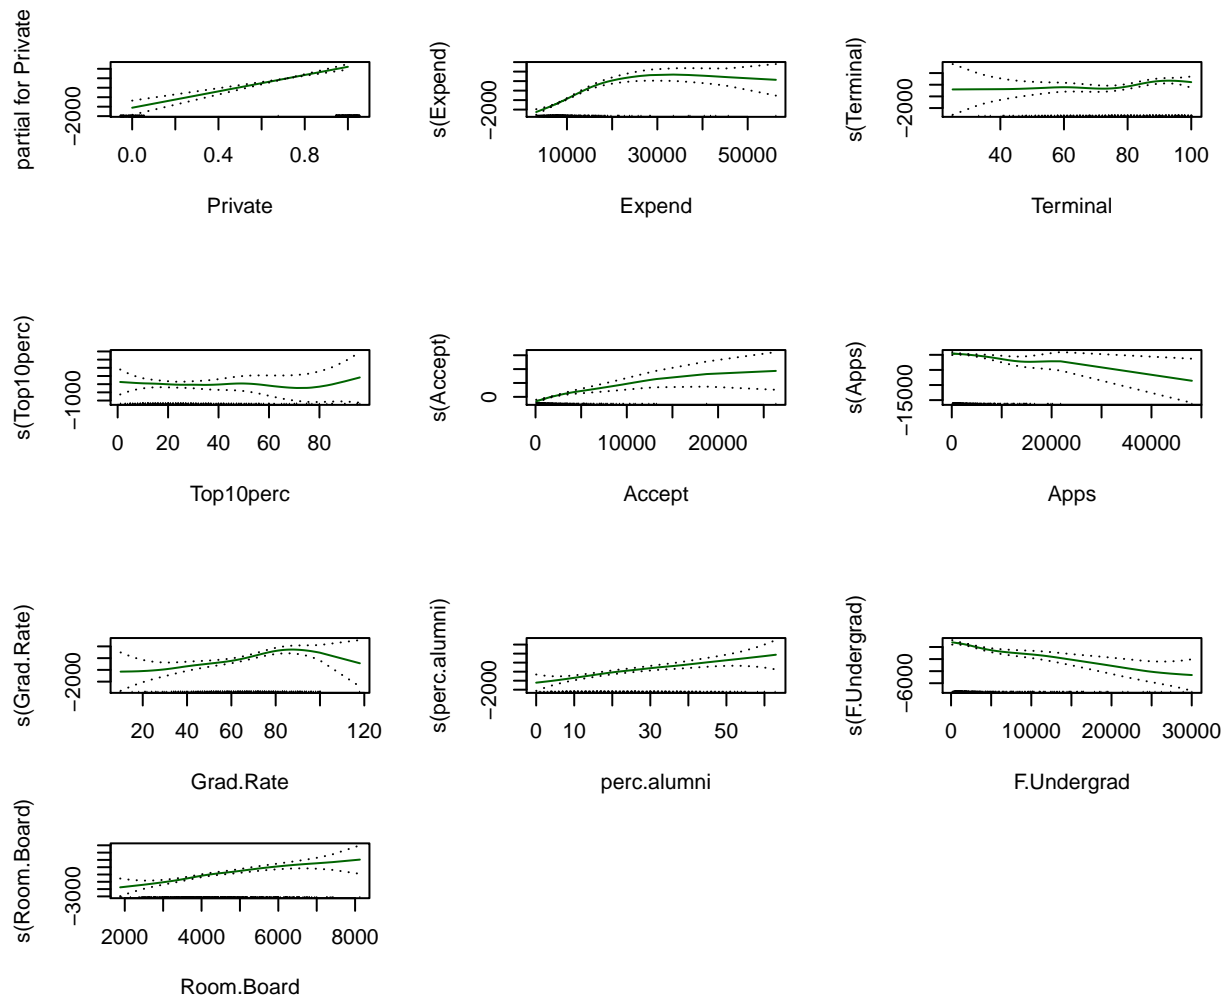 partial for Private
−2000
0.0 0.4 0.8
Private
s(Expend)
−2000
10000 30000 50000
Expend
s(Terminal)
−2000
40 60 80 100
Terminal
s(Top10perc)
−1000
0 20 40 60 80
Top10perc
s(Accept)
0
0 10000 20000
Accept
s(Apps)
−15000
0 20000 40000
Apps
s(Grad.Rate)
−2000
20 40 60 80 100 120
Grad.Rate
s(perc.alumni)
−2000
0 10 30 50
perc.alumni
s(F.Undergrad)
−6000
0 10000 20000 30000
F.Undergrad
s(Room.Board)
−3000
2000 4000 6000 8000
Room.Board